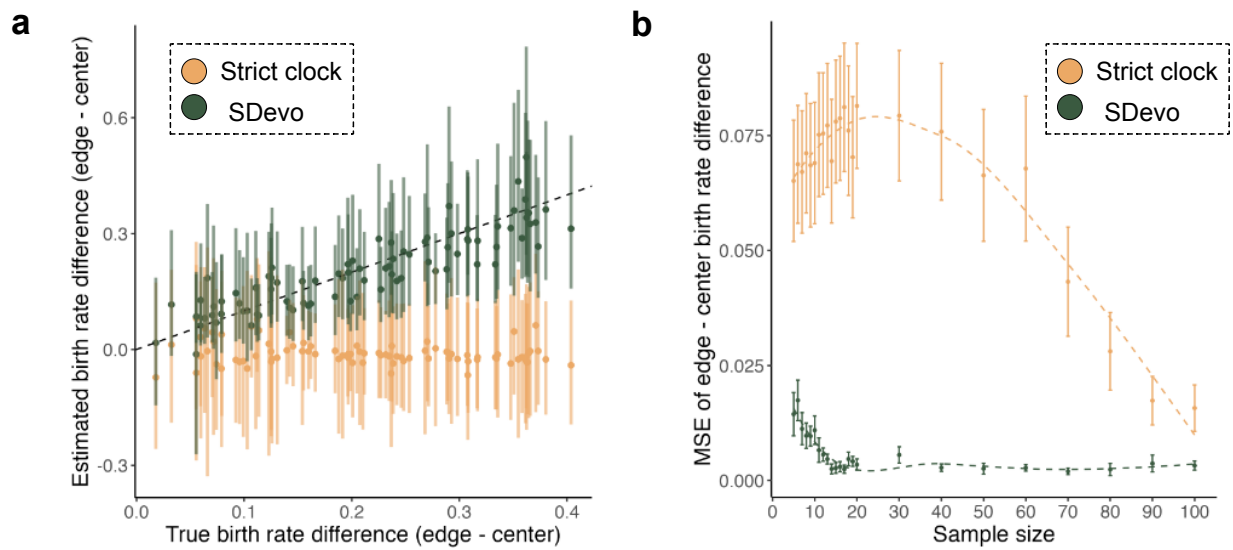 a
Estimated birth rate difference (edge - center)
Strict clock
SDevo
0.6
0.3
0.0
-0.3
0.0 0.1 0.2 0.3 0.4
True birth rate difference (edge - center)
b
MSE of edge - center birth rate difference
Strict clock
SDevo
0.075
0.050
0.025
0.000
0 10 20 30 40 50 60 70 80 90 100
Sample size